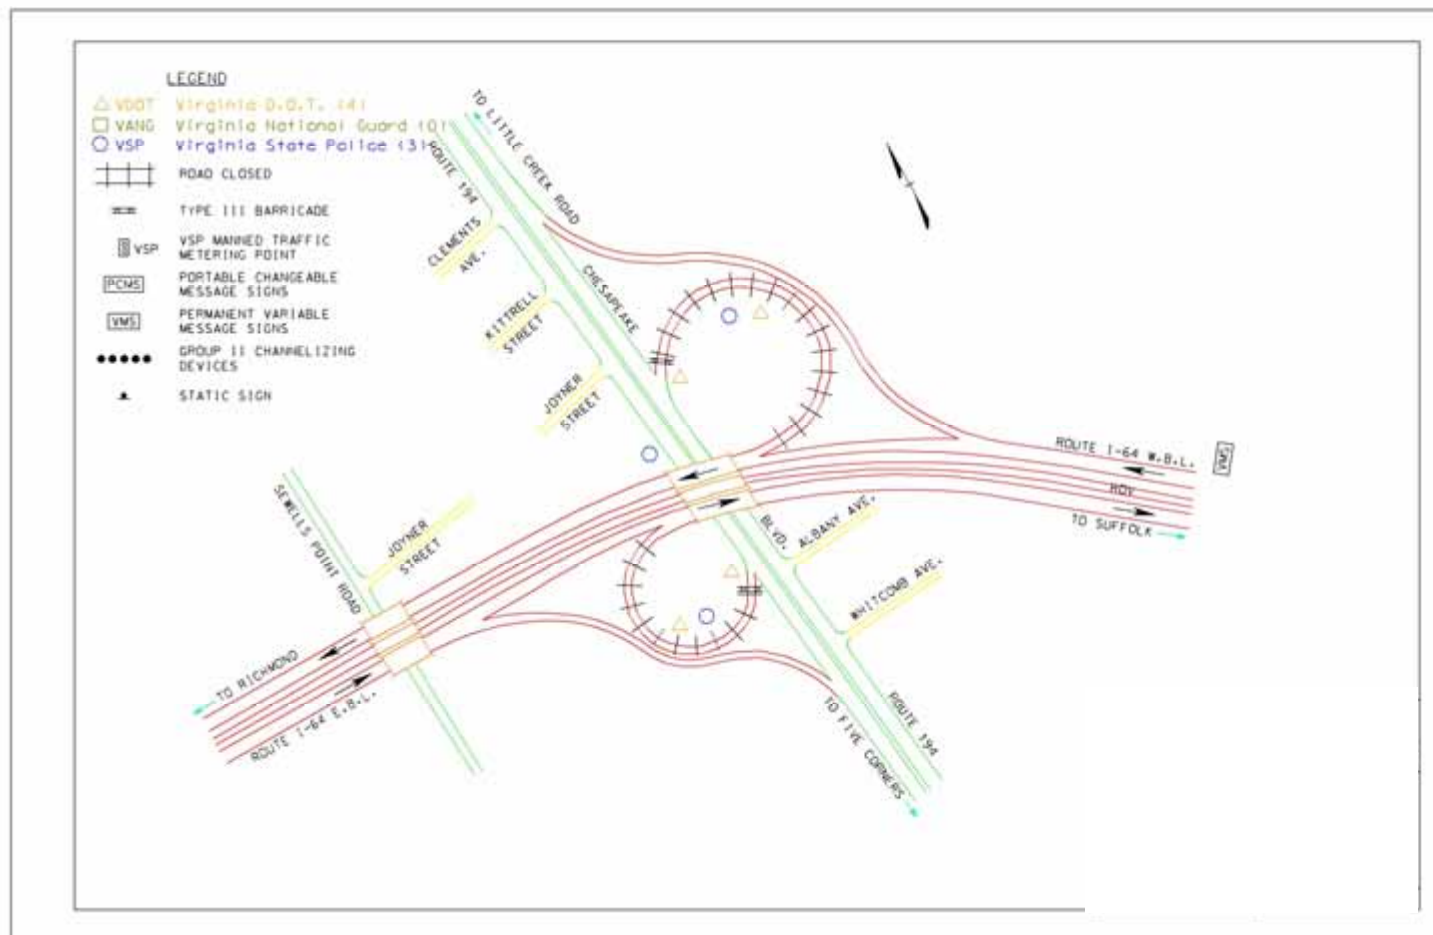 LEGEND
VDOT Virginia D.O.T. (4)
VANG Virginia National Guard (0)
VSP Virginia State Police (3)
ROAD CLOSED
TYPE III BARRICADE
VSP
VSP MANNED TRAFFIC
METERING POINT
PCMS
PORTABLE CHANGEABLE
MESSAGE SIGNS
VMS
PERMANENT VARIABLE
MESSAGE SIGNS
GROUP II CHANNELIZING
DEVICES
STATIC SIGN
TO LITTLE CREEK ROAD
ROUTE 194
CLEMENTS
AVE.
CHESAPEAKE
KITTRELL
STREET
JOYNER
STREET
ROUTE I-64 W.B.L.
VMS
HOV
TO SUFFOLK
BLVD.
ALBANY AVE.
SEWELLS POINT ROAD
JOYNER
STREET
WHITCOMB AVE.
TO RICHMOND
ROUTE I-64 E.B.L.
TO FIVE CORNERS
ROUTE 194